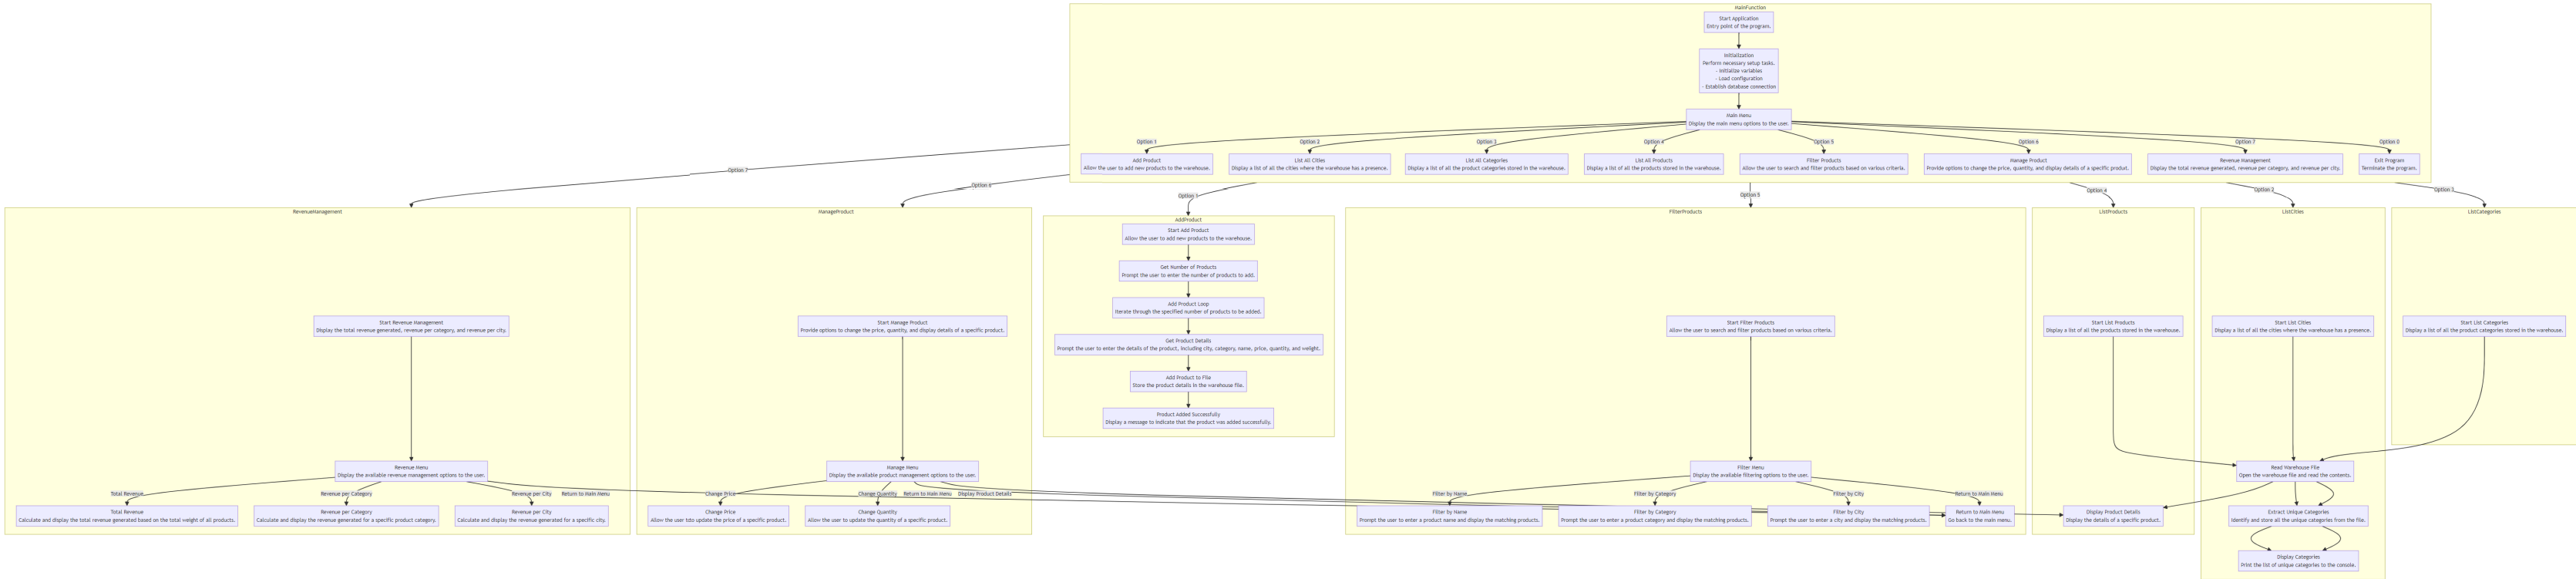 MainFunction
Start Application
Entry point of the program.
Initialization
Perform necessary setup tasks.
- Initialize variables
- Load configuration
- Establish database connection
Main Menu
Display the main menu options to the user.
Option 1
Option 2
Option 3
Option 4
Option 5
Option 6
Option 7
Option 0
Add Product
Allow the user to add new products to the warehouse.
List All Cities
Display a list of all the cities where the warehouse has a presence.
List All Categories
Display a list of all the product categories stored in the warehouse.
List All Products
Display a list of all the products stored in the warehouse.
Filter Products
Allow the user to search and filter products based on various criteria.
Manage Product
Provide options to change the price, quantity, and display details of a specific product.
Revenue Management
Display the total revenue generated, revenue per category, and revenue per city.
Exit Program
Terminate the program.
Option 7
Option 6
Option 1
Option 5
Option 4
Option 2
Option 3
RevenueManagement
Start Revenue Management
Display the total revenue generated, revenue per category, and revenue per city.
Revenue Menu
Display the available revenue management options to the user.
Total Revenue
Revenue per Category
Revenue per City
Return to Main Menu
Total Revenue
Calculate and display the total revenue generated based on the total weight of all products.
Revenue per Category
Calculate and display the revenue generated for a specific product category.
Revenue per City
Calculate and display the revenue generated for a specific city.
ManageProduct
Start Manage Product
Provide options to change the price, quantity, and display details of a specific product.
Manage Menu
Display the available product management options to the user.
Change Price
Change Quantity
Return to Main Menu
Display Product Details
Change Price
Allow the user tto update the price of a specific product.
Change Quantity
Allow the user to update the quantity of a specific product.
AddProduct
Start Add Product
Allow the user to add new products to the warehouse.
Get Number of Products
Prompt the user to enter the number of products to add.
Add Product Loop
Iterate through the specified number of products to be added.
Get Product Details
Prompt the user to enter the details of the product, including city, category, name, price, quantity, and weight.
Add Product to File
Store the product details in the warehouse file.
Product Added Successfully
Display a message to indicate that the product was added successfully.
FilterProducts
Start Filter Products
Allow the user to search and filter products based on various criteria.
Filter Menu
Display the available filtering options to the user.
Filter by Name
Filter by Category
Filter by City
Return to Main Menu
Filter by Name
Prompt the user to enter a product name and display the matching products.
Filter by Category
Prompt the user to enter a product category and display the matching products.
Filter by City
Prompt the user to enter a city and display the matching products.
Return to Main Menu
Go back to the main menu.
ListProducts
Start List Products
Display a list of all the products stored in the warehouse.
Display Product Details
Display the details of a specific product.
ListCities
Start List Cities
Display a list of all the cities where the warehouse has a presence.
Read Warehouse File
Open the warehouse file and read the contents.
Extract Unique Categories
Identify and store all the unique categories from the file.
Display Categories
Print the list of unique categories to the console.
ListCategories
Start List Categories
Display a list of all the product categories stored in the warehouse.